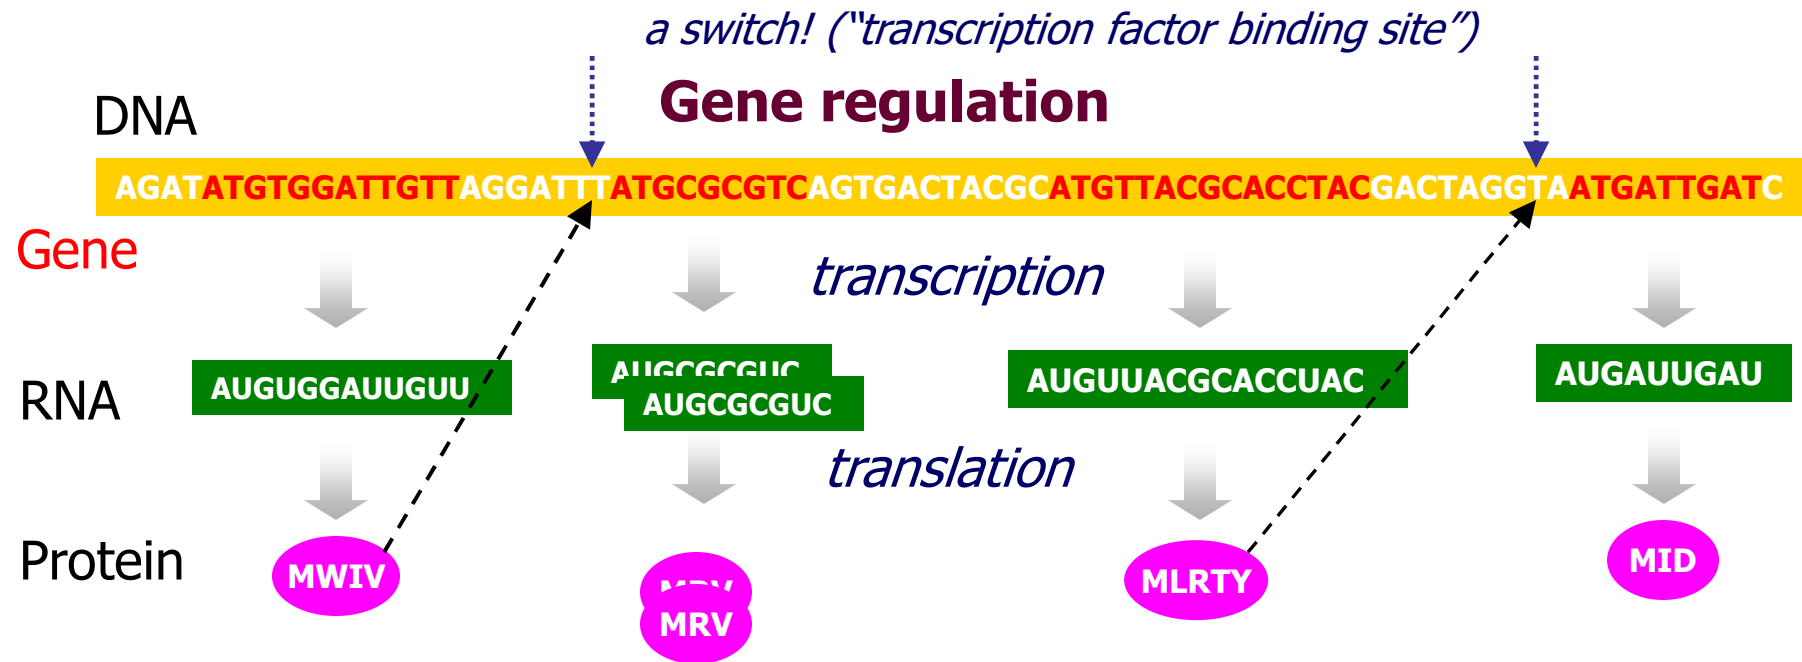 a switch! (“transcription factor binding site”)
Gene regulation
DNA
AGATATGTGGATTGTTAGGATTTATGCGCGTCAGTGACTACGCATGTTACGCACCTACGACTAGGTAATGATTGATC
Gene
transcription
RNA
AUGUGGAUUGUU
AUGCGCGUC
AUGCGCGUC
AUGUUACGCACCUAC
AUGAUUGAU
translation
Protein
MWIV
MRV
MRV
MLRTY
MID